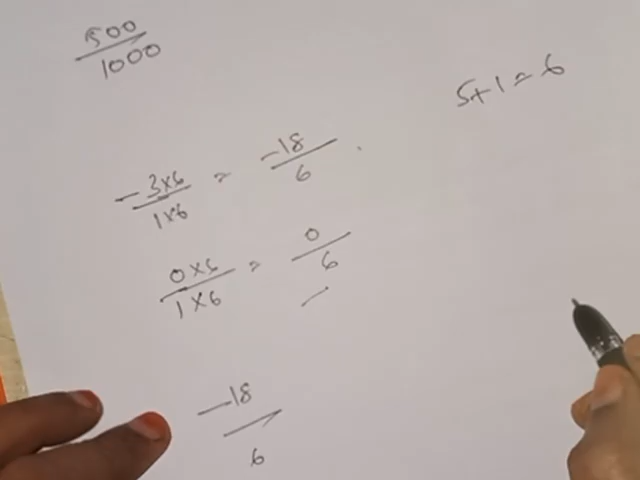 500/1000
5+1=6
-3×6/1×6 = -18/6
0×6/1×6 = 0/6
-18/6